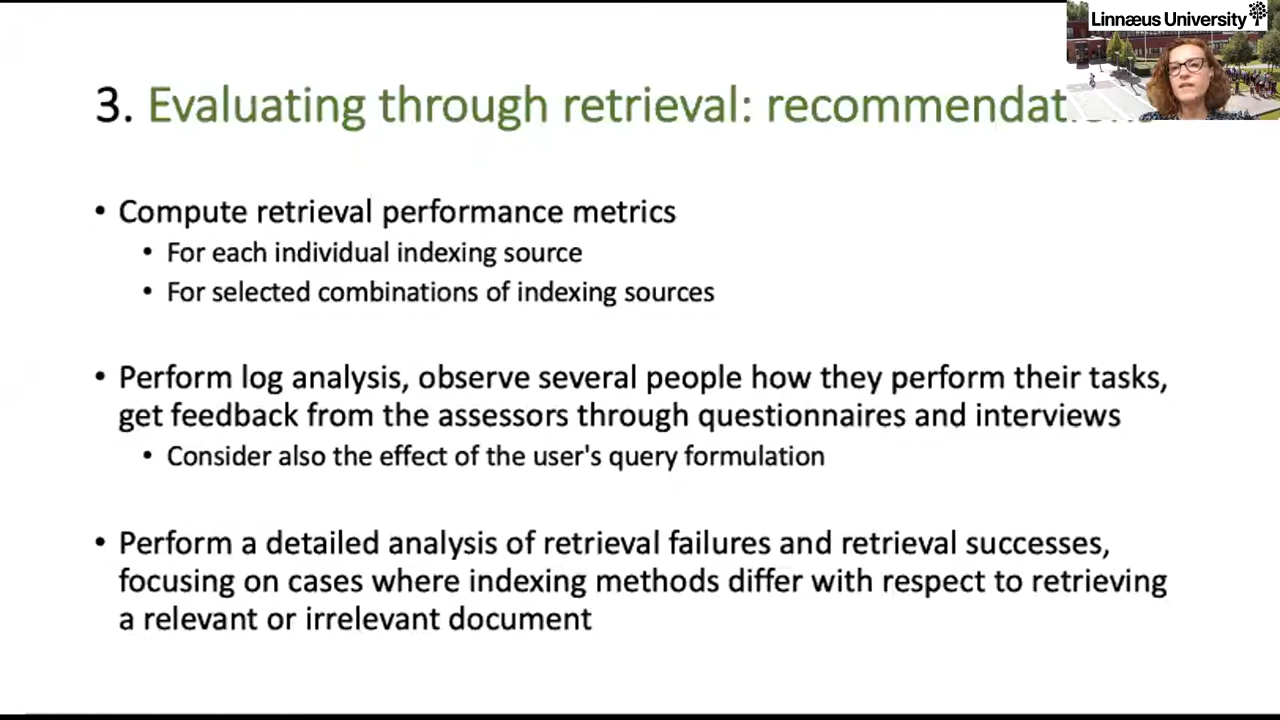 Linnæus University
3. Evaluating through retrieval:
• Compute retrieval performance metrics
• For each individual indexing source
• For selected combinations of indexing sources
• Perform log analysis, observe several people how they perform their tasks,
get feedback from the assessors through questionnaires and interviews
• Consider also the effect of the user's query formulation
• Perform a detailed analysis of retrieval failures and retrieval successes,
focusing on cases where indexing methods differ with respect to retrieving
a relevant or irrelevant document